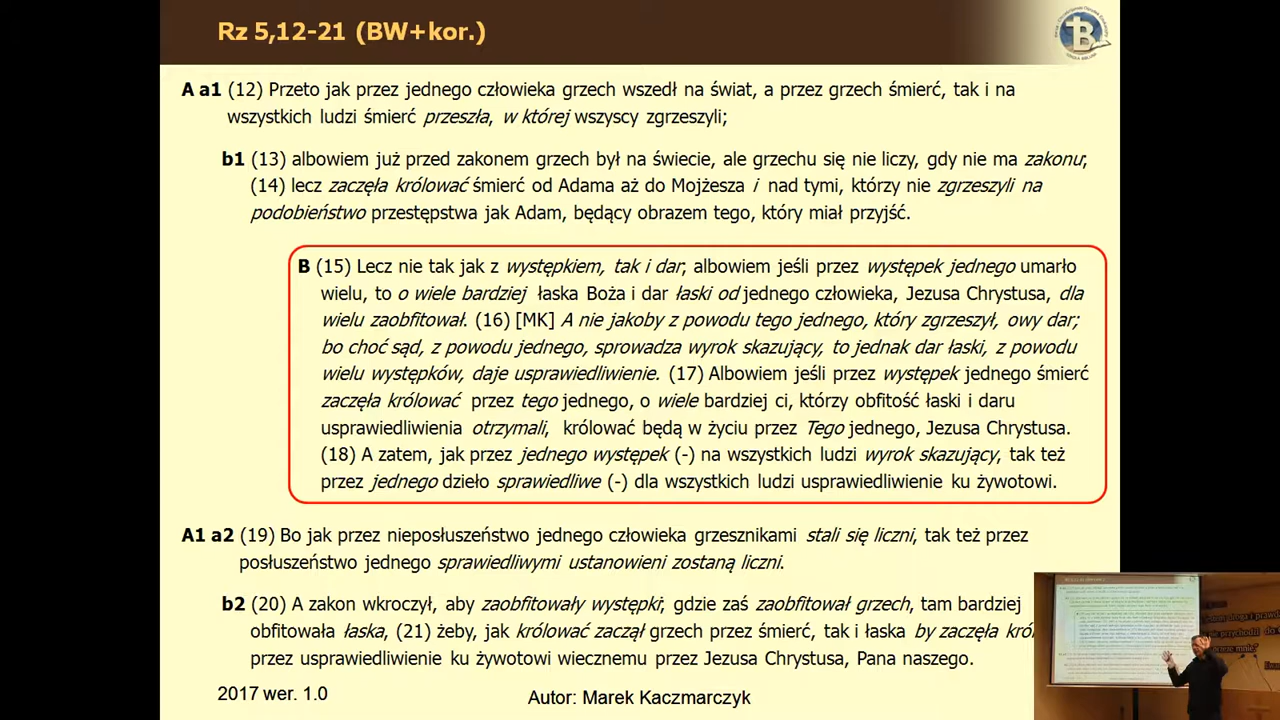 Rz 5,12-21 (BW+kor.)
A a1 (12) Przeto jak przez jednego człowieka grzech wszedł na świat, a przez grzech śmierć, tak i na
wszystkich ludzi śmierć przeszła, w której wszyscy zgrzeszyli;
b1 (13) albowiem już przed zakonem grzech był na świecie, ale grzechu się nie liczy, gdy nie ma zakonu;
(14) lecz zaczęła królować śmierć od Adama aż do Mojżesza i nad tymi, którzy nie zgrzeszyli na
podobieństwo przestępstwa jak Adam, będący obrazem tego, który miał przyjść.
B (15) Lecz nie tak jak z występkiem, tak i dar; albowiem jeśli przez występek jednego umarło
wielu, to o wiele bardziej łaska Boża i dar łaski od jednego człowieka, Jezusa Chrystusa, dla
wielu zaobfitował. (16) [MK] A nie jakoby z powodu tego jednego, który zgrzeszył, owy dar;
bo choć sąd, z powodu jednego, sprowadza wyrok skazujący, to jednak dar łaski, z powodu
wielu występków, daje usprawiedliwienie. (17) Albowiem jeśli przez występek jednego śmierć
zaczęła królować przez tego jednego, o wiele bardziej ci, którzy obfitość łaski i daru
usprawiedliwienia otrzymali, królować będą w życiu przez Tego jednego, Jezusa Chrystusa.
(18) A zatem, jak przez jednego występek (-) na wszystkich ludzi wyrok skazujący, tak też
przez jednego dzieło sprawiedliwe (-) dla wszystkich ludzi usprawiedliwienie ku żywotowi.
A1 a2 (19) Bo jak przez nieposłuszeństwo jednego człowieka grzesznikami stali się liczni, tak też przez
posłuszeństwo jednego sprawiedliwymi ustanowieni zostaną liczni.
b2 (20) A zakon wkroczył, aby zaobfitowały występki; gdzie zaś zaobfitował grzech, tam bardziej
obfitowała łaska, (21) żeby, jak królować zaczął grzech przez śmierć, tak i łaska by zaczęła kró
przez usprawiedliwienie ku żywotowi wiecznemu przez Jezusa Chrystusa, Pana naszego.
2017 wer. 1.0
Autor: Marek Kaczmarczyk